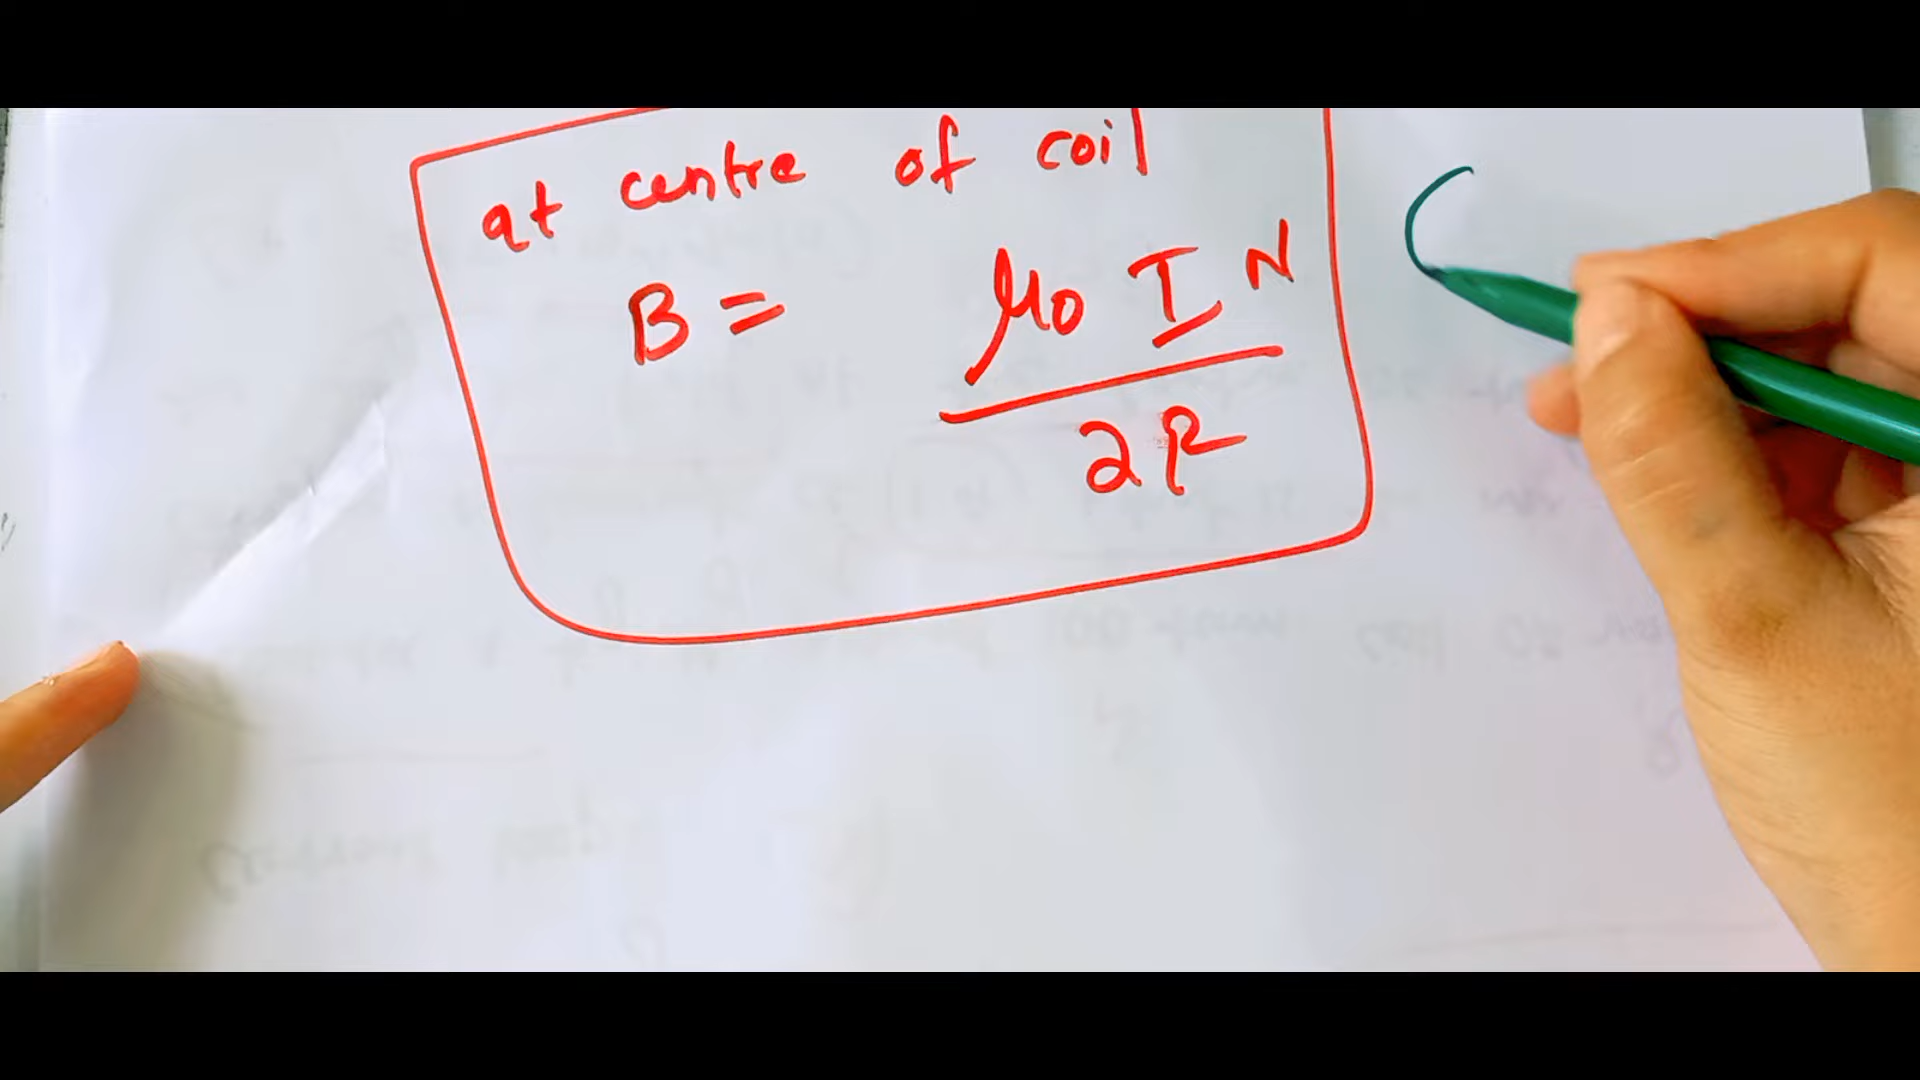 at centre of coil
B = μ0 I N
2R